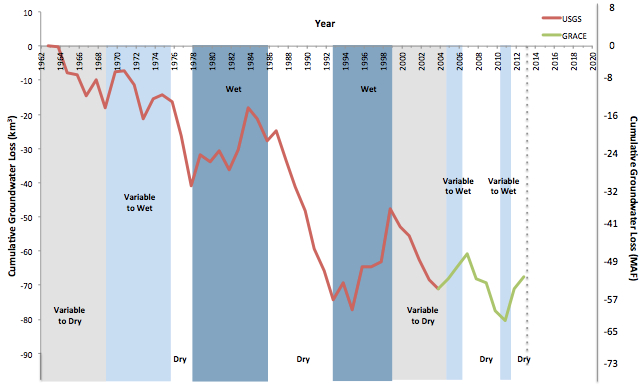 Year
USGS
GRACE
10
0
-10
-20
-30
-40
-50
-60
-70
-80
-90
Cumulative Groundwater Loss (km³)
1962
1964
1966
1968
1970
1972
1974
1976
1978
1980
1982
1984
1986
1988
1990
1992
1994
1996
1998
2000
2002
2004
2006
2008
2010
2012
2014
2016
2018
2020
Wet
Wet
Variable
to Wet
Variable
to Wet
Variable
to Wet
Variable
to Dry
Variable
to Dry
Dry
Dry
Dry
Dry
8
0
-8
-16
-24
-32
-41
-49
-57
-65
-73
Cumulative Groundwater Loss (MAF)